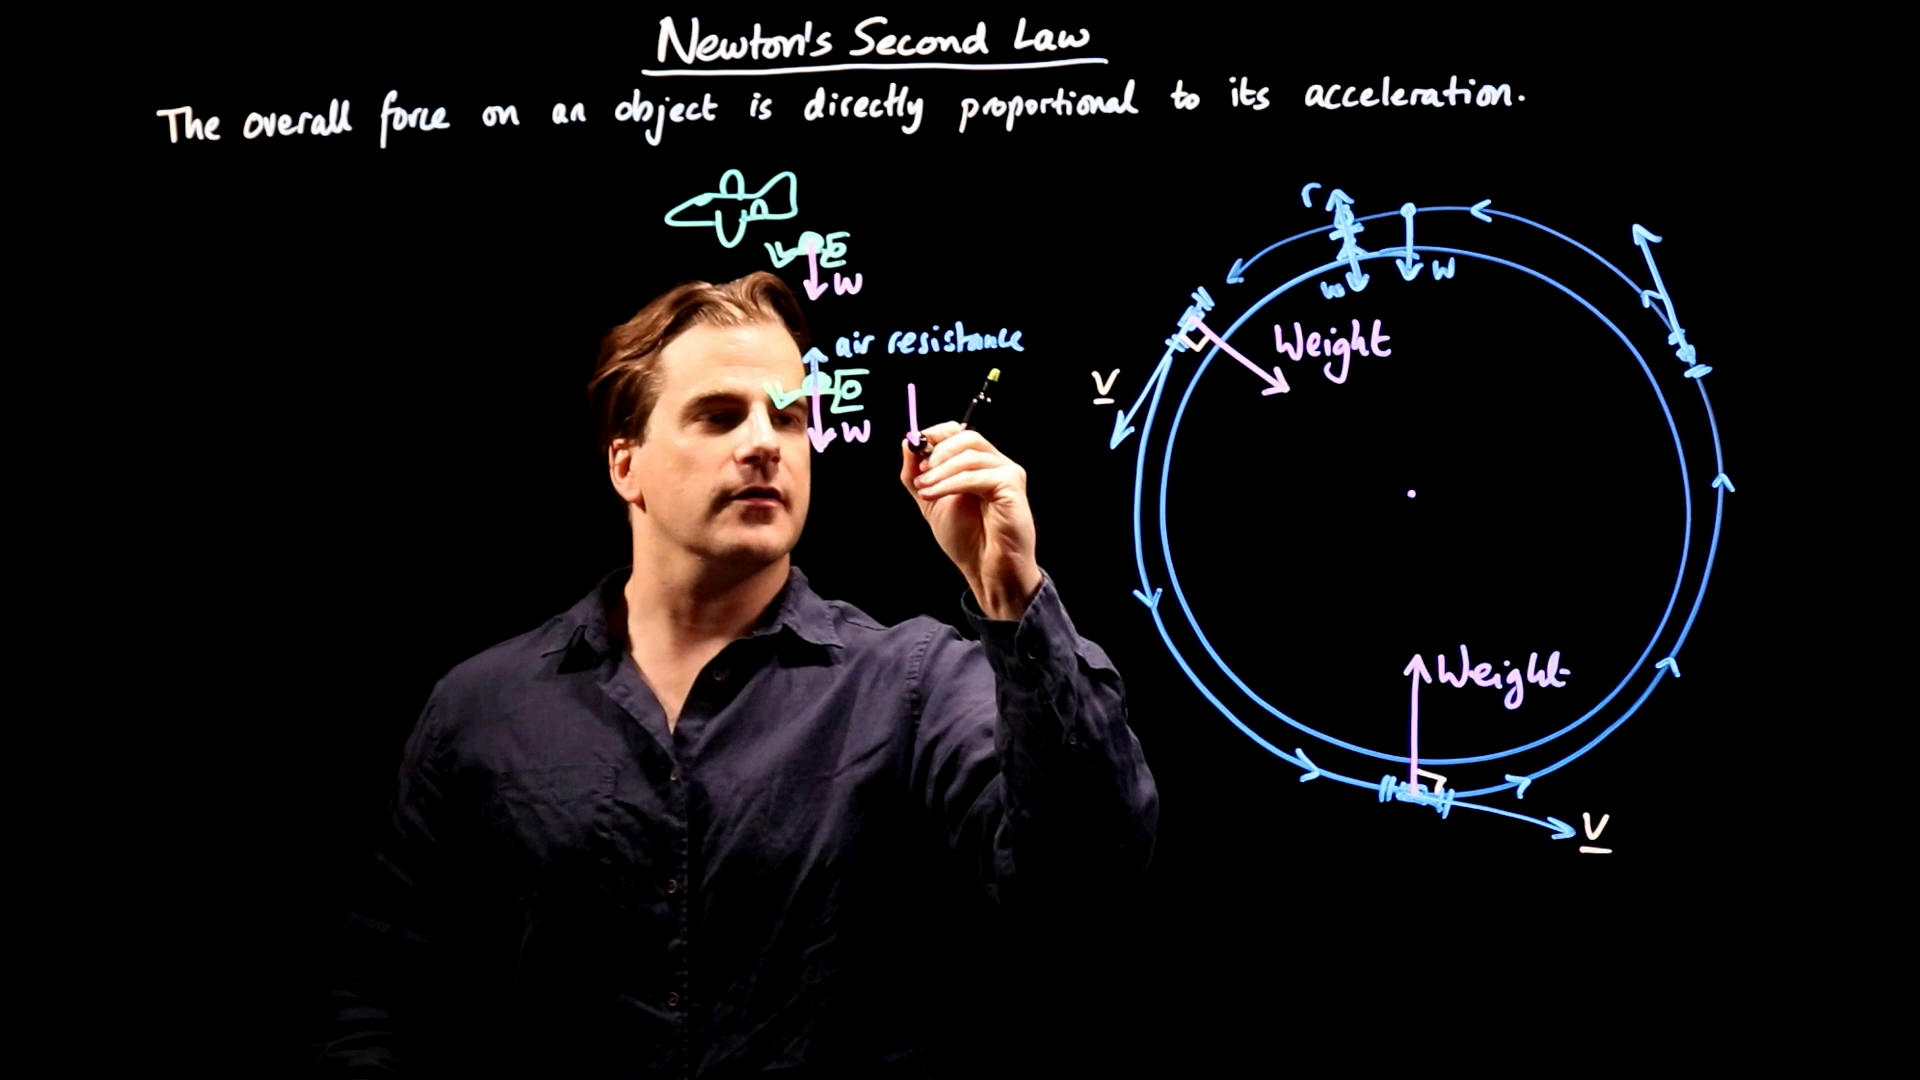 Newton's Second Law
The overall force on an object is directly proportional to its acceleration.
r
W
W
W
air resistance
W
Weight
v
Weight
v